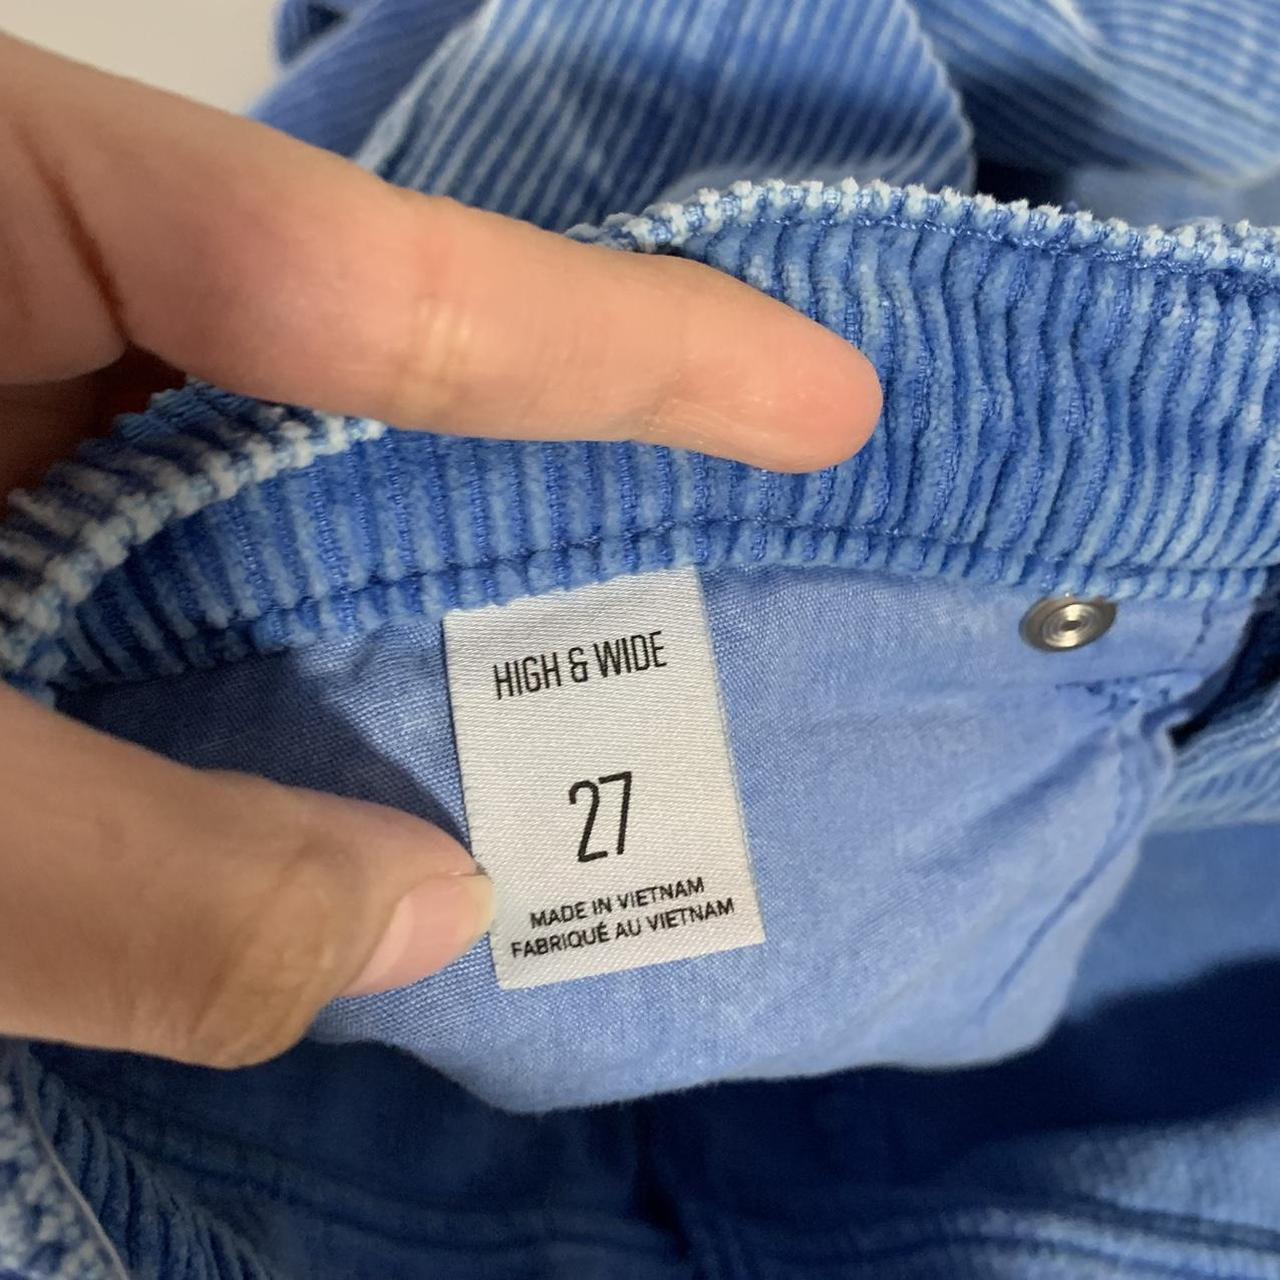 HIGH & WIDE
27
MADE IN VIETNAM
FABRIQUÉ AU VIETNAM